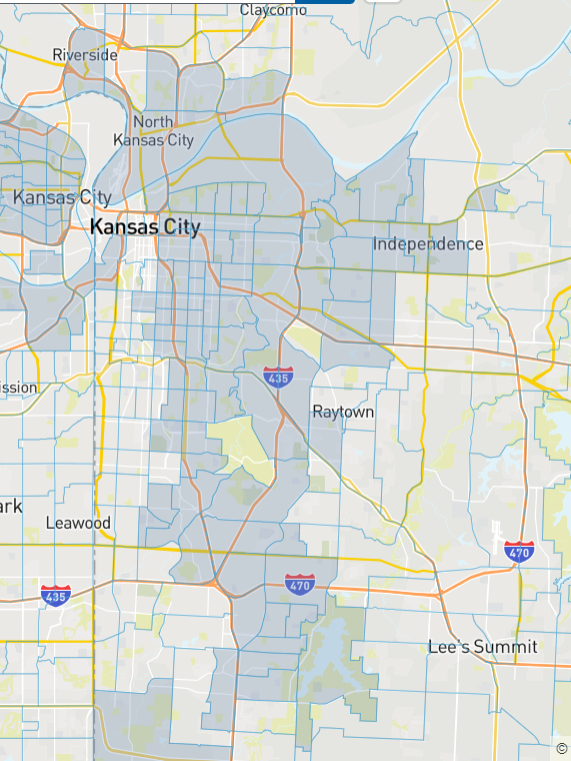 Claycomo
Riverside
North
Kansas City
Kansas City
Kansas City
Independence
ission
435
Raytown
ark
Leawood
470
435
470
Lee's Summit
©